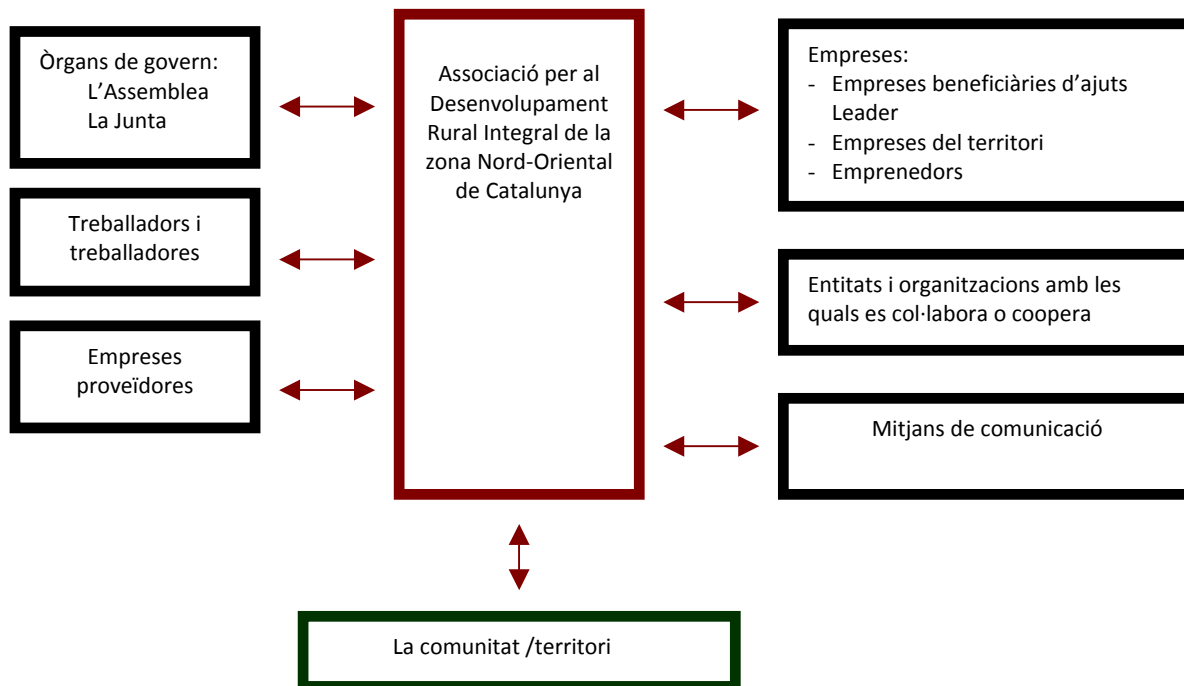 Òrgans de govern:
L’Assemblea
La Junta
Treballadors i
treballadores
Empreses
proveïdores
Associació per al
Desenvolupament
Rural Integral de la
zona Nord-Oriental
de Catalunya
Empreses:
- Empreses beneficiàries d’ajuts
Leader
- Empreses del territori
- Emprenedors
Entitats i organitzacions amb les
quals es col·labora o coopera
Mitjans de comunicació
La comunitat /territori